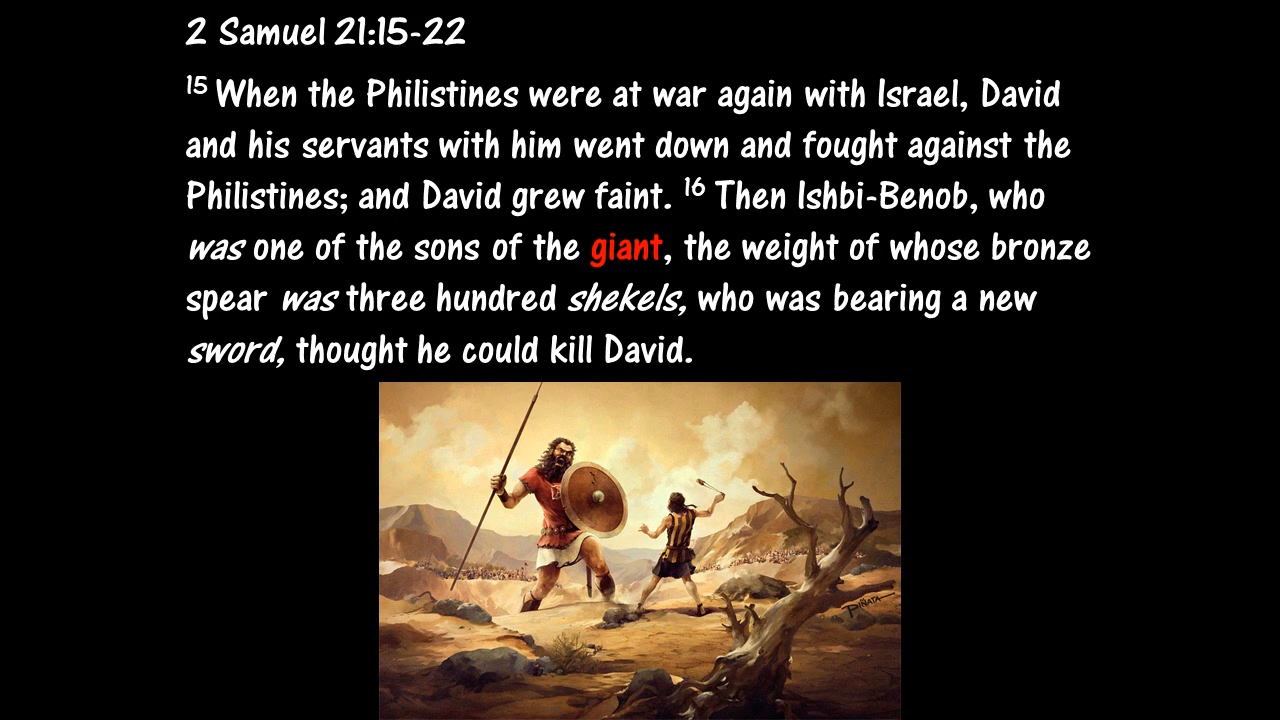 2 Samuel 21:15-22
15 When the Philistines were at war again with Israel, David
and his servants with him went down and fought against the
Philistines; and David grew faint. 16 Then Ishbi-Benob, who
was one of the sons of the giant, the weight of whose bronze
spear was three hundred shekels, who was bearing a new
sword, thought he could kill David.
PIÑATA